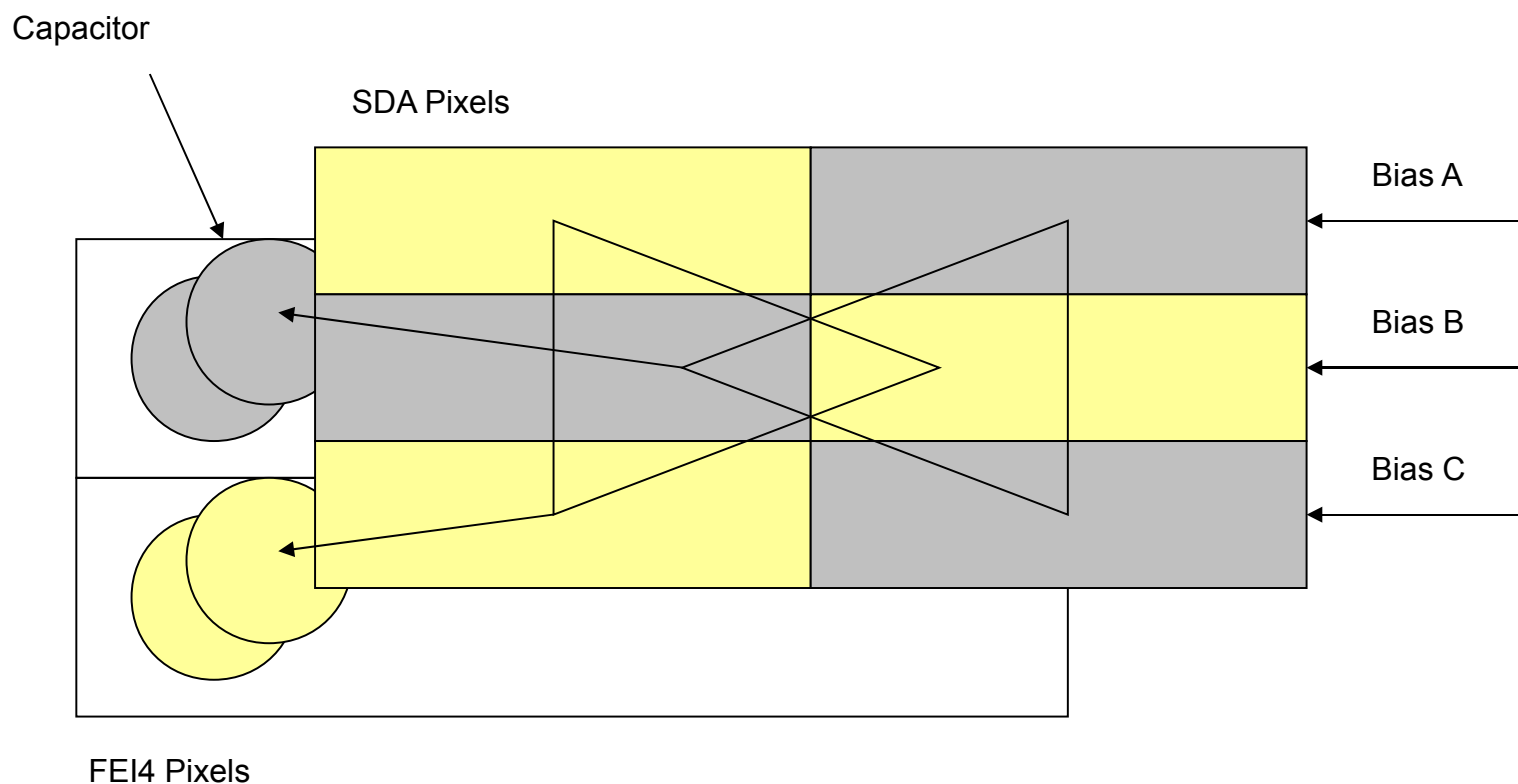 Capacitor
SDA Pixels
Bias A
Bias B
Bias C
FEI4 Pixels